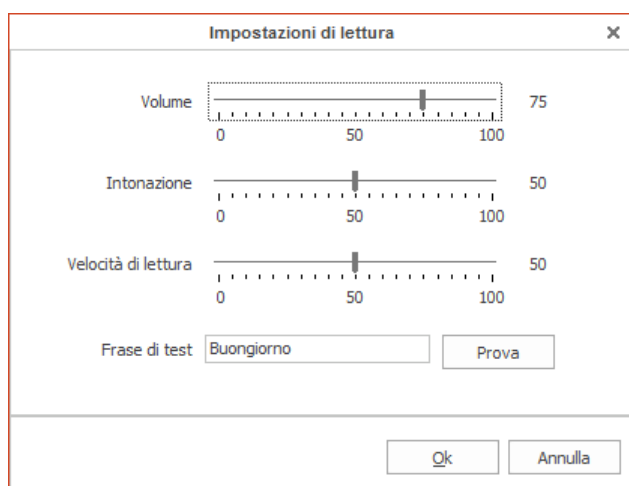 Impostazioni di lettura
Volume 75
0 50 100
Intonazione 50
0 50 100
Velocità di lettura 50
0 50 100
Frase di test Buongiorno Prova
Ok Annulla